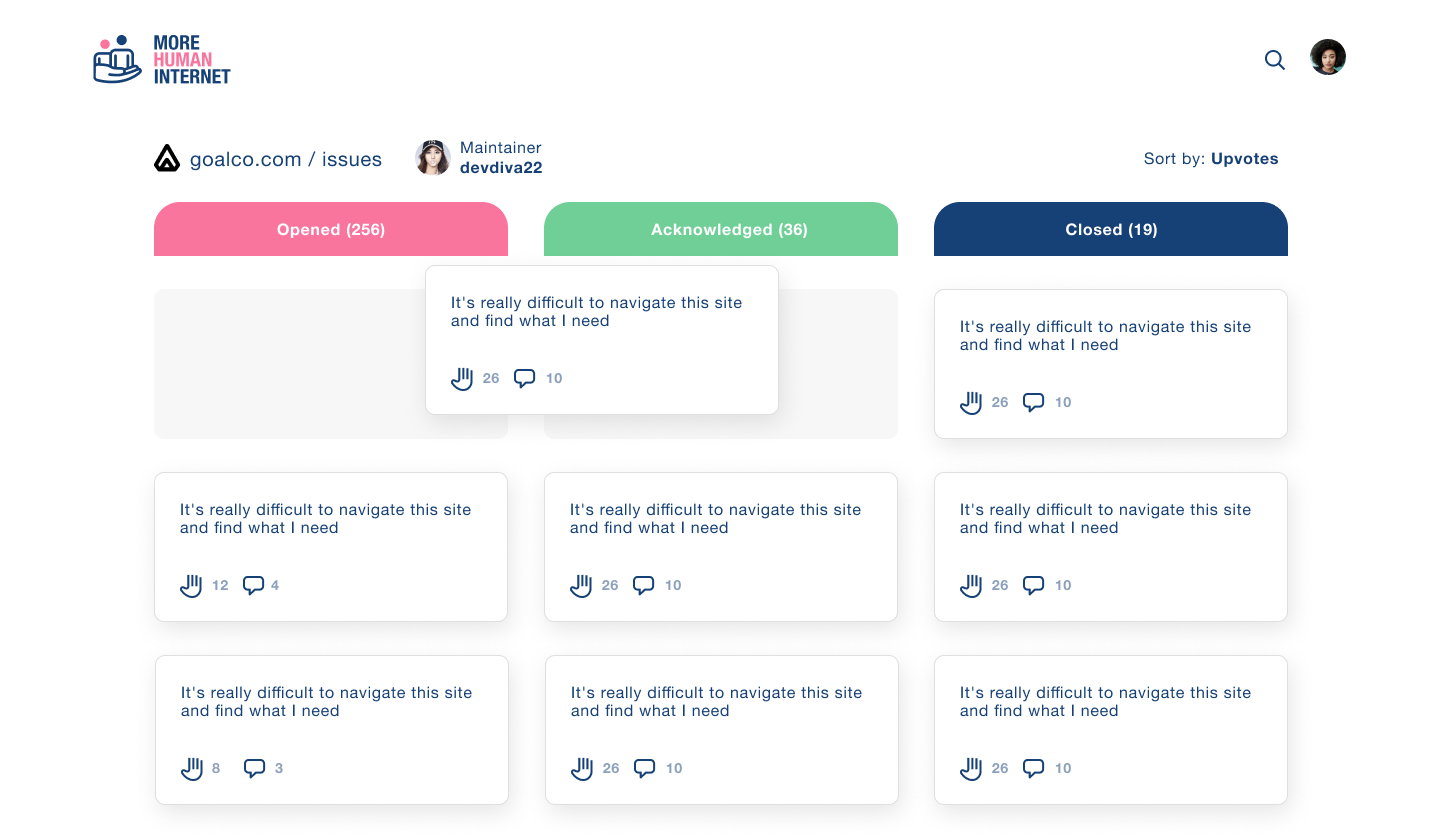 MORE
HUMAN
INTERNET
goalco.com / issues
Maintainer
devdiva22
Sort by: Upvotes
Opened (256)
Acknowledged (36)
Closed (19)
It's really difficult to navigate this site
and find what I need
26 10
It's really difficult to navigate this site
and find what I need
26 10
It's really difficult to navigate this site
and find what I need
12 4
It's really difficult to navigate this site
and find what I need
26 10
It's really difficult to navigate this site
and find what I need
26 10
It's really difficult to navigate this site
and find what I need
8 3
It's really difficult to navigate this site
and find what I need
26 10
It's really difficult to navigate this site
and find what I need
26 10